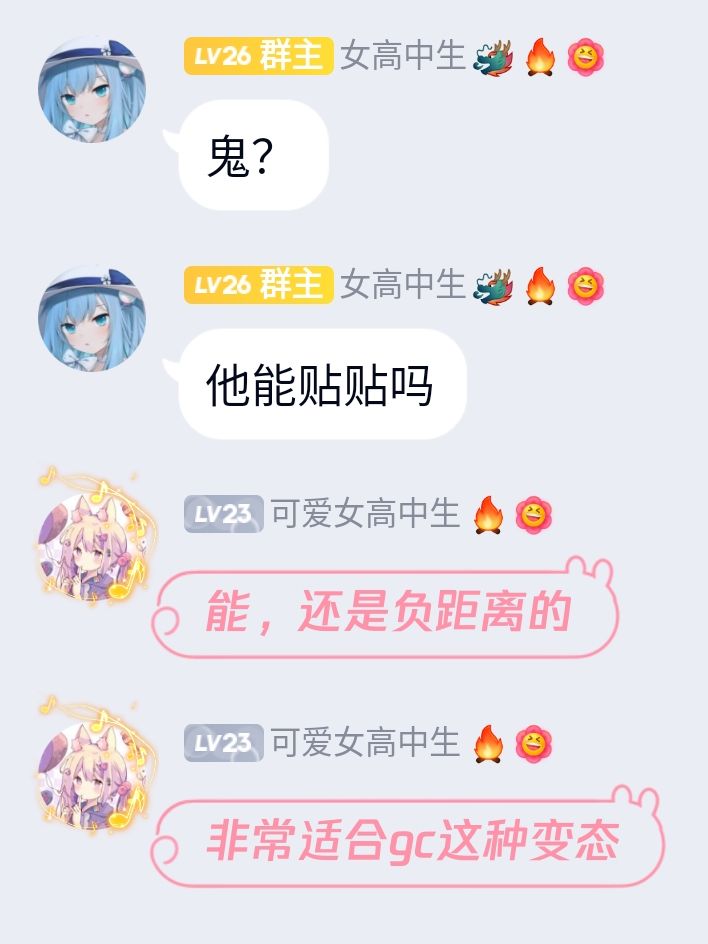 LV26 群主 女高中生🐲🔥😆
鬼？
LV26 群主 女高中生🐲🔥😆
他能贴贴吗
LV23 可爱女高中生🔥😆
能，还是负距离的
LV23 可爱女高中生🔥😆
非常适合gc这种变态